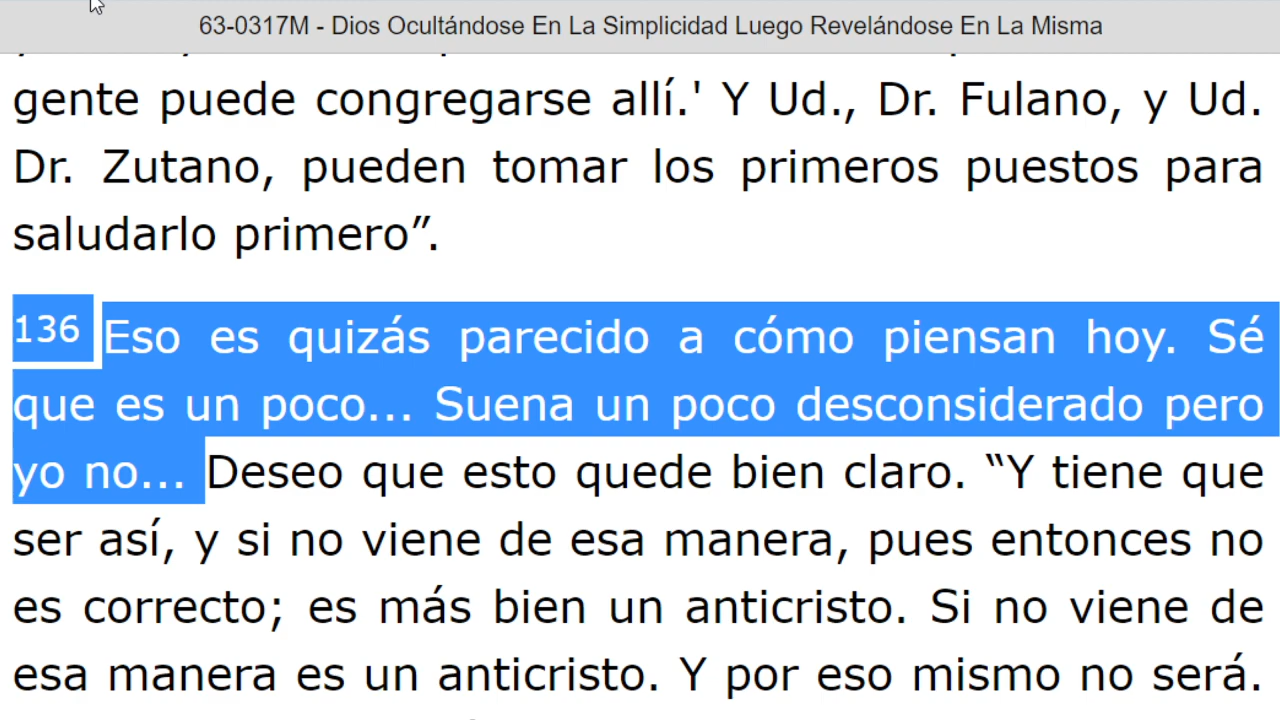 63-0317M - Dios Ocultándose En La Simplicidad Luego Revelándose En La Misma
gente puede congregarse allí.' Y Ud., Dr. Fulano, y Ud.
Dr. Zutano, pueden tomar los primeros puestos para
saludarlo primero”.
136 Eso es quizás parecido a cómo piensan hoy. Sé
que es un poco... Suena un poco desconsiderado pero
yo no... Deseo que esto quede bien claro. “Y tiene que
ser así, y si no viene de esa manera, pues entonces no
es correcto; es más bien un anticristo. Si no viene de
esa manera es un anticristo. Y por eso mismo no será.